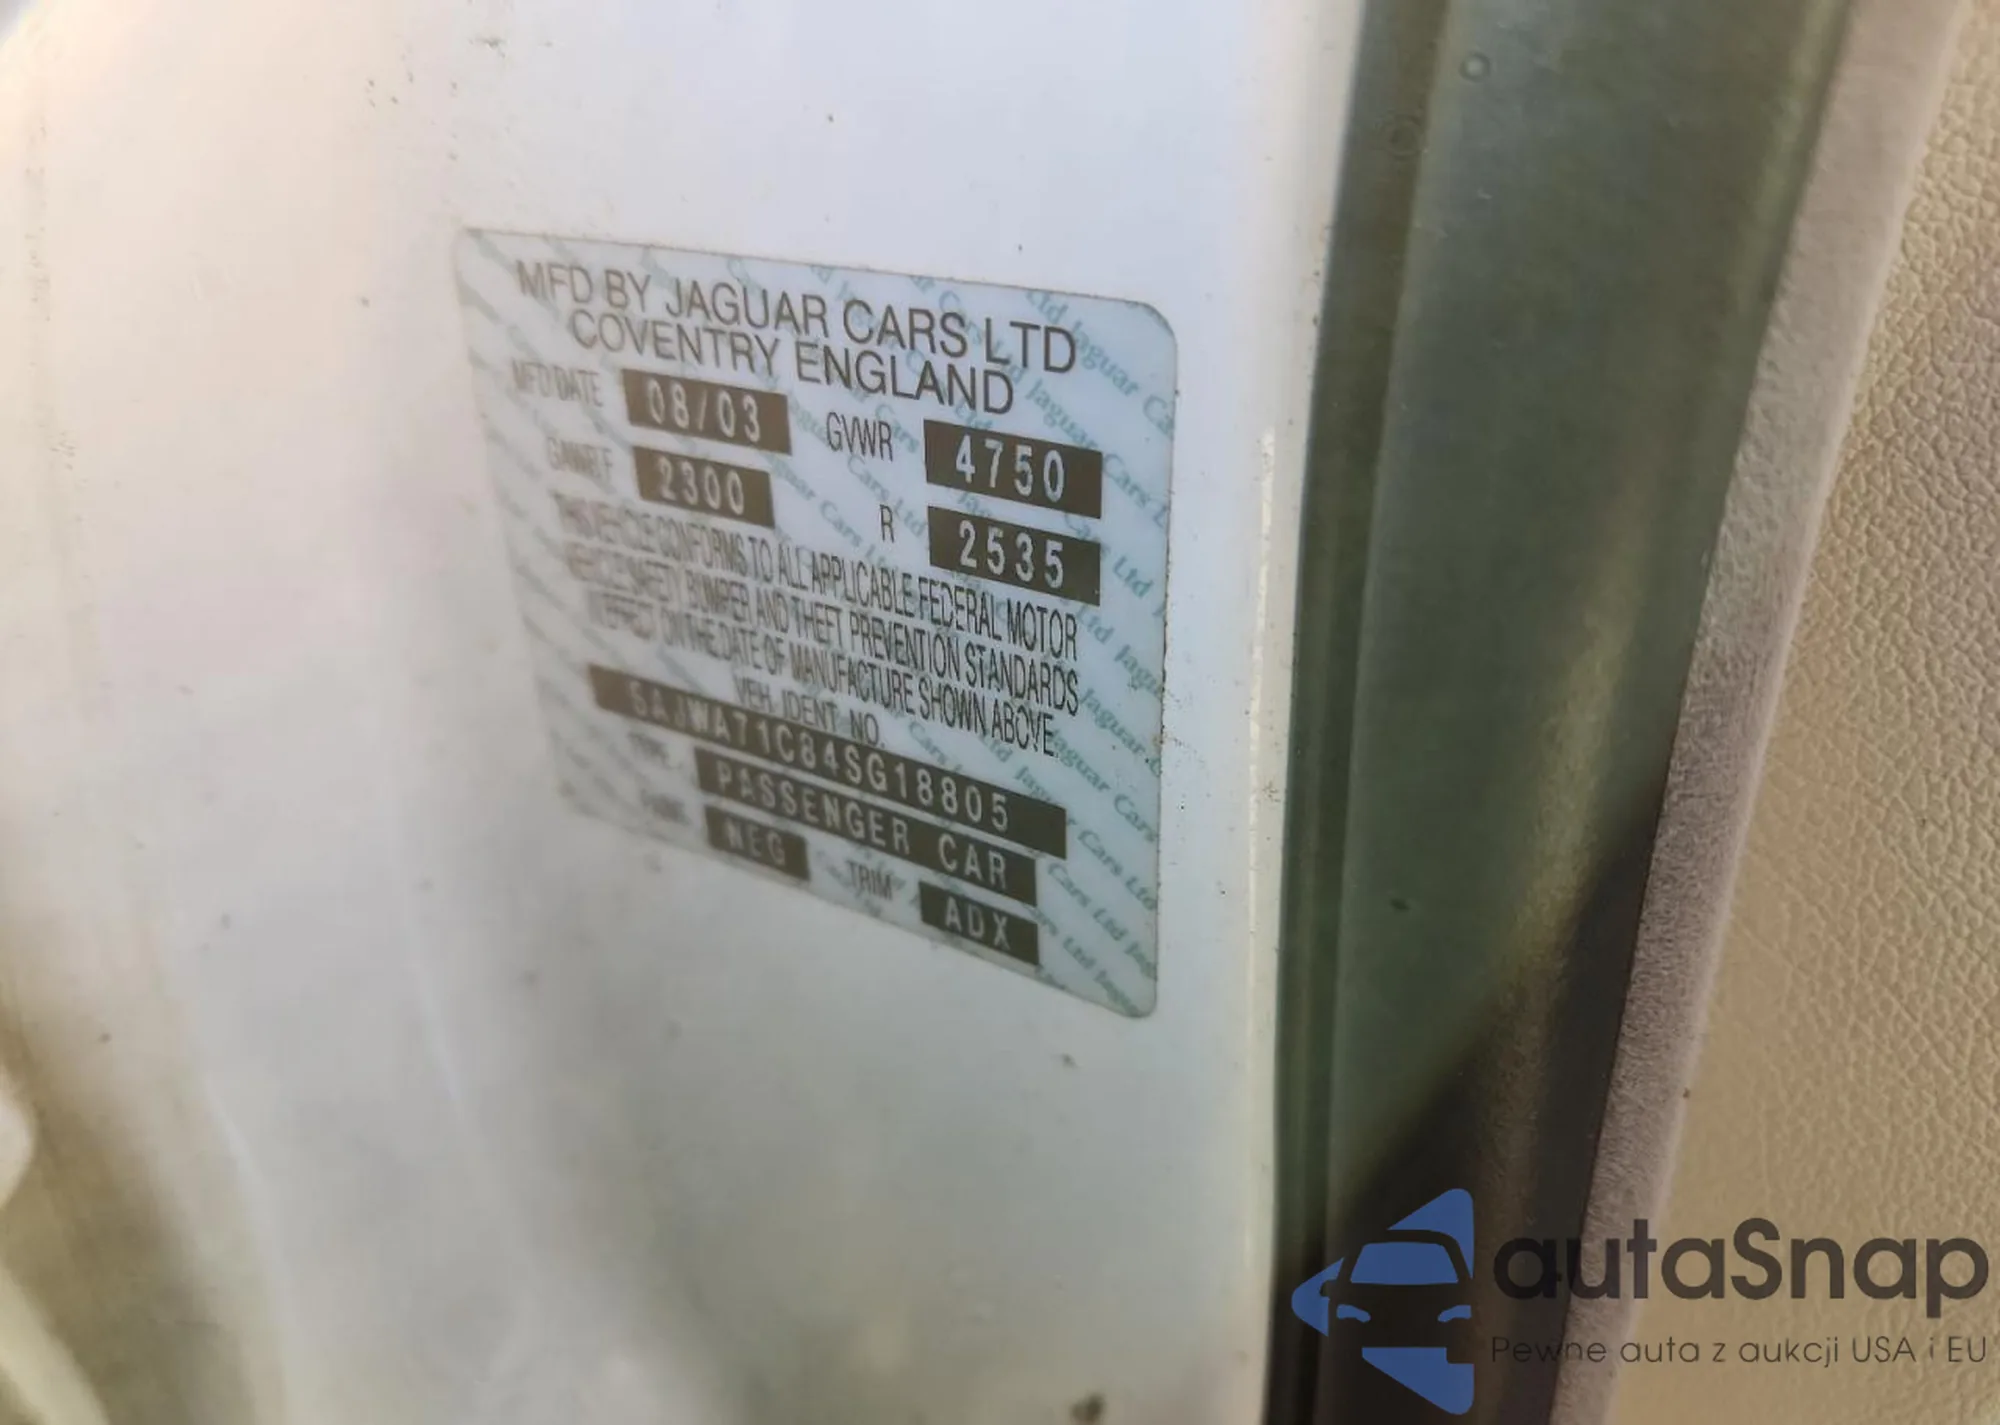 MFD BY JAGUAR CARS LTD
COVENTRY ENGLAND
MFD DATE 08/03 GVWR 4750
GAWR F 2300 R 2535
THIS VEHICLE CONFORMS TO ALL APPLICABLE FEDERAL MOTOR
VEHICLE SAFETY BUMPER AND THEFT PREVENTION STANDARDS
IN EFFECT ON THE DATE OF MANUFACTURE SHOWN ABOVE.
VEH. IDENT. NO.
SAJWA71C84SG18805
TYPE PASSENGER CAR
PAINT NEG TRIM ADX
autaSnap
Pewne auta z aukcji USA i EU